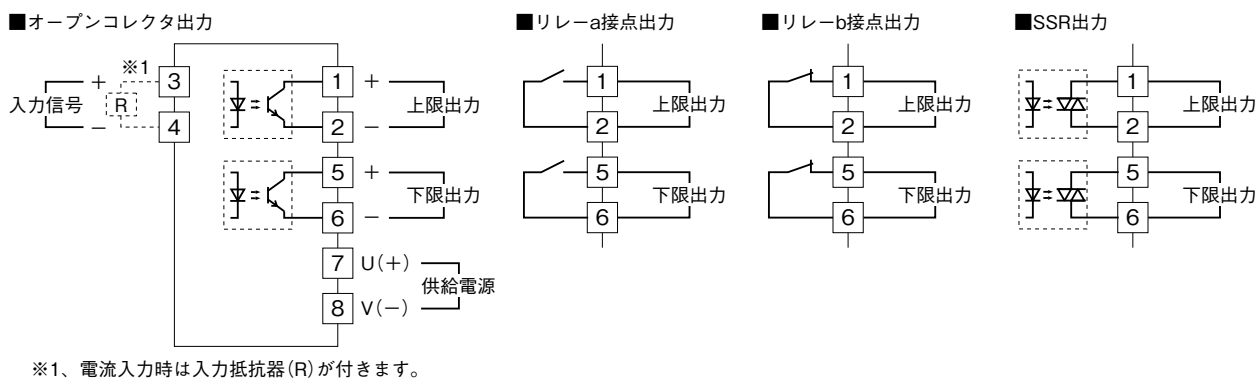 ■オープンコレクタ出力
■リレーa接点出力
■リレーb接点出力
■SSR出力
入力信号
+
−
※1
R
3
4
1
+
2
−
上限出力
5
+
6
−
下限出力
7
U(+)
8
V(−)
供給電源
1
2
上限出力
5
6
下限出力
1
2
上限出力
5
6
下限出力
1
2
上限出力
5
6
下限出力
※1、電流入力時は入力抵抗器(R)が付きます。